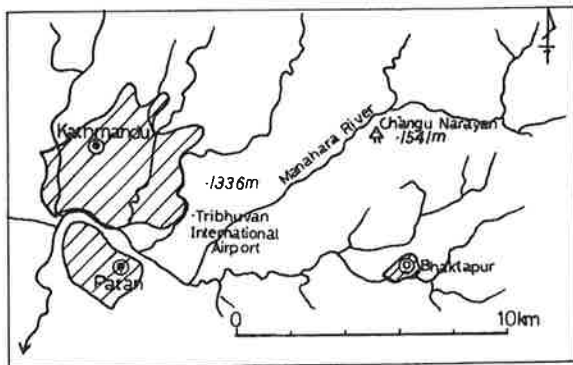 Kathmandu
Manahara River
Changu Narayan
·1541m
·1336m
·Tribhuvan
International
Airport
Patan
Bhaktapur
0
10km